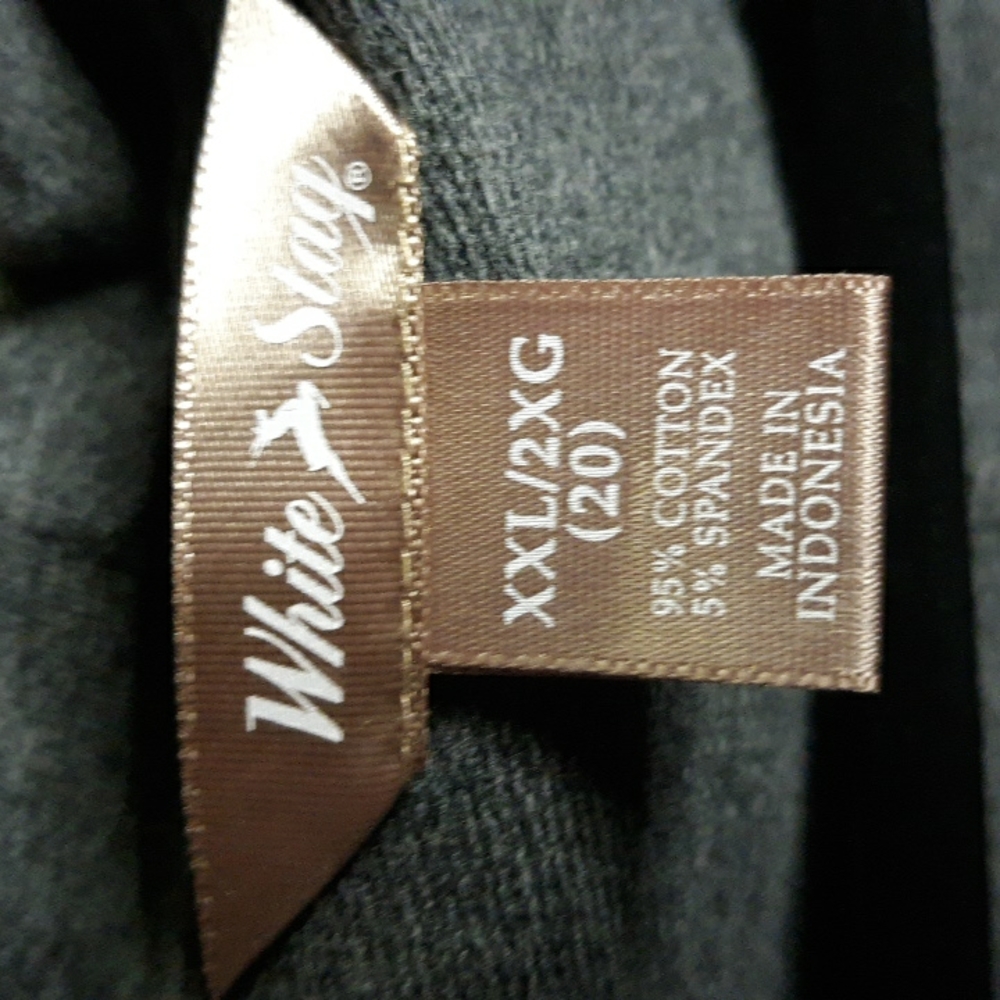 White Stag®
XXL/2XG
(20)
95% COTTON
5% SPANDEX
MADE IN
INDONESIA